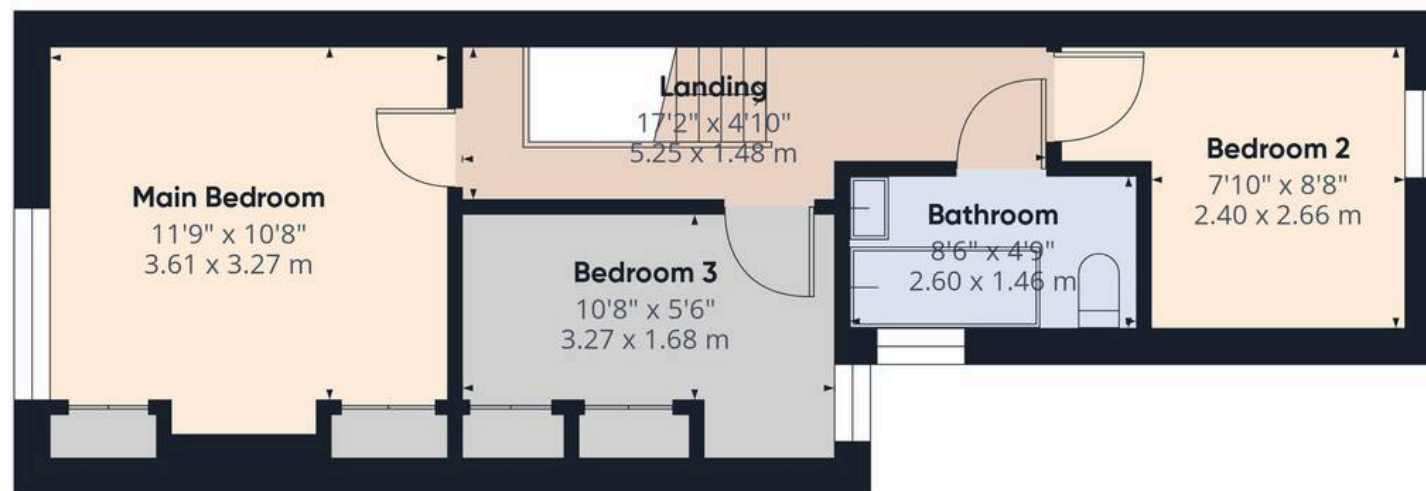 Main Bedroom
11'9" x 10'8"
3.61 x 3.27 m
Landing
17'2" x 4'10"
5.25 x 1.48 m
Bedroom 3
10'8" x 5'6"
3.27 x 1.68 m
Bathroom
8'6" x 4'9"
2.60 x 1.46 m
Bedroom 2
7'10" x 8'8"
2.40 x 2.66 m